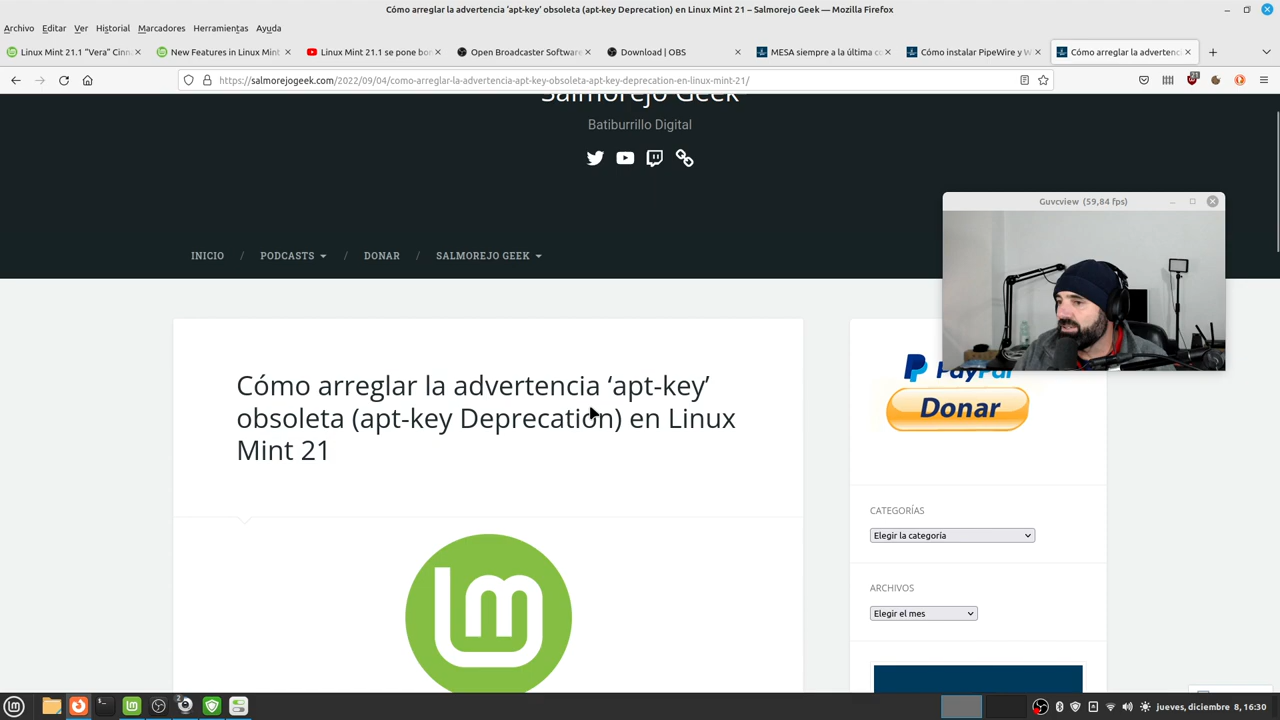 Cómo arreglar la advertencia ‘apt-key’ obsoleta (apt-key Deprecation) en Linux Mint 21 – Salmorejo Geek — Mozilla Firefox
Archivo Editar Ver Historial Marcadores Herramientas Ayuda
Linux Mint 21.1 “Vera” Cinn
New Features in Linux Mint
Linux Mint 21.1 se pone bon
Open Broadcaster Software
Download | OBS
MESA siempre a la última co
Cómo instalar PipeWire y W
Cómo arreglar la advertenci
https://salmorejogeek.com/2022/09/04/como-arreglar-la-advertencia-apt-key-obsoleta-apt-key-deprecation-en-linux-mint-21/
Salmorejo Geek
Batiburrillo Digital
INICIO / PODCASTS / DONAR / SALMOREJO GEEK
Guvcview (59,84 fps)
Cómo arreglar la advertencia ‘apt-key’
obsoleta (apt-key Deprecation) en Linux
Mint 21
PayPal
Donar
CATEGORÍAS
Elegir la categoría
ARCHIVOS
Elegir el mes
jueves, diciembre 8, 16:30